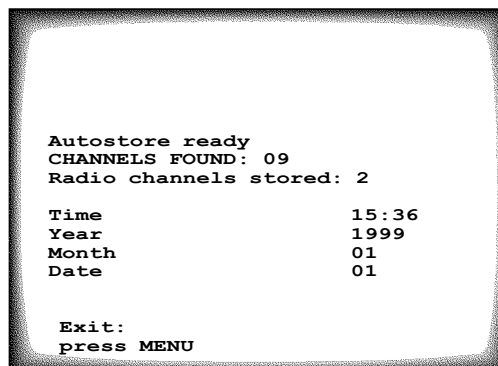 Autostore ready
CHANNELS FOUND: 09
Radio channels stored: 2
Time 15:36
Year 1999
Month 01
Date 01
Exit:
press MENU